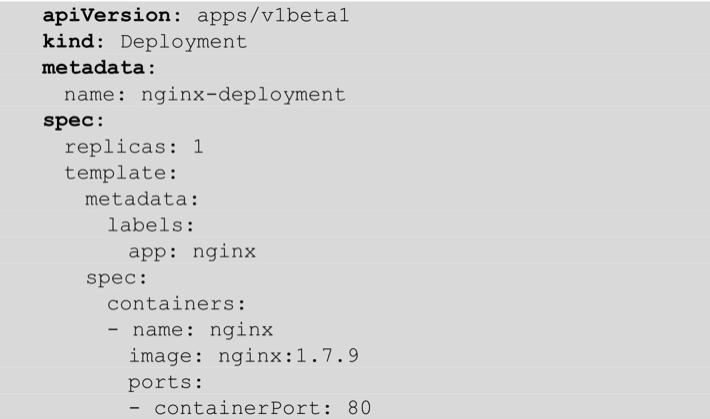 apiVersion: apps/v1beta1
kind: Deployment
metadata:
  name: nginx-deployment
spec:
  replicas: 1
  template:
    metadata:
      labels:
        app: nginx
    spec:
      containers:
      - name: nginx
        image: nginx:1.7.9
        ports:
        - containerPort: 80